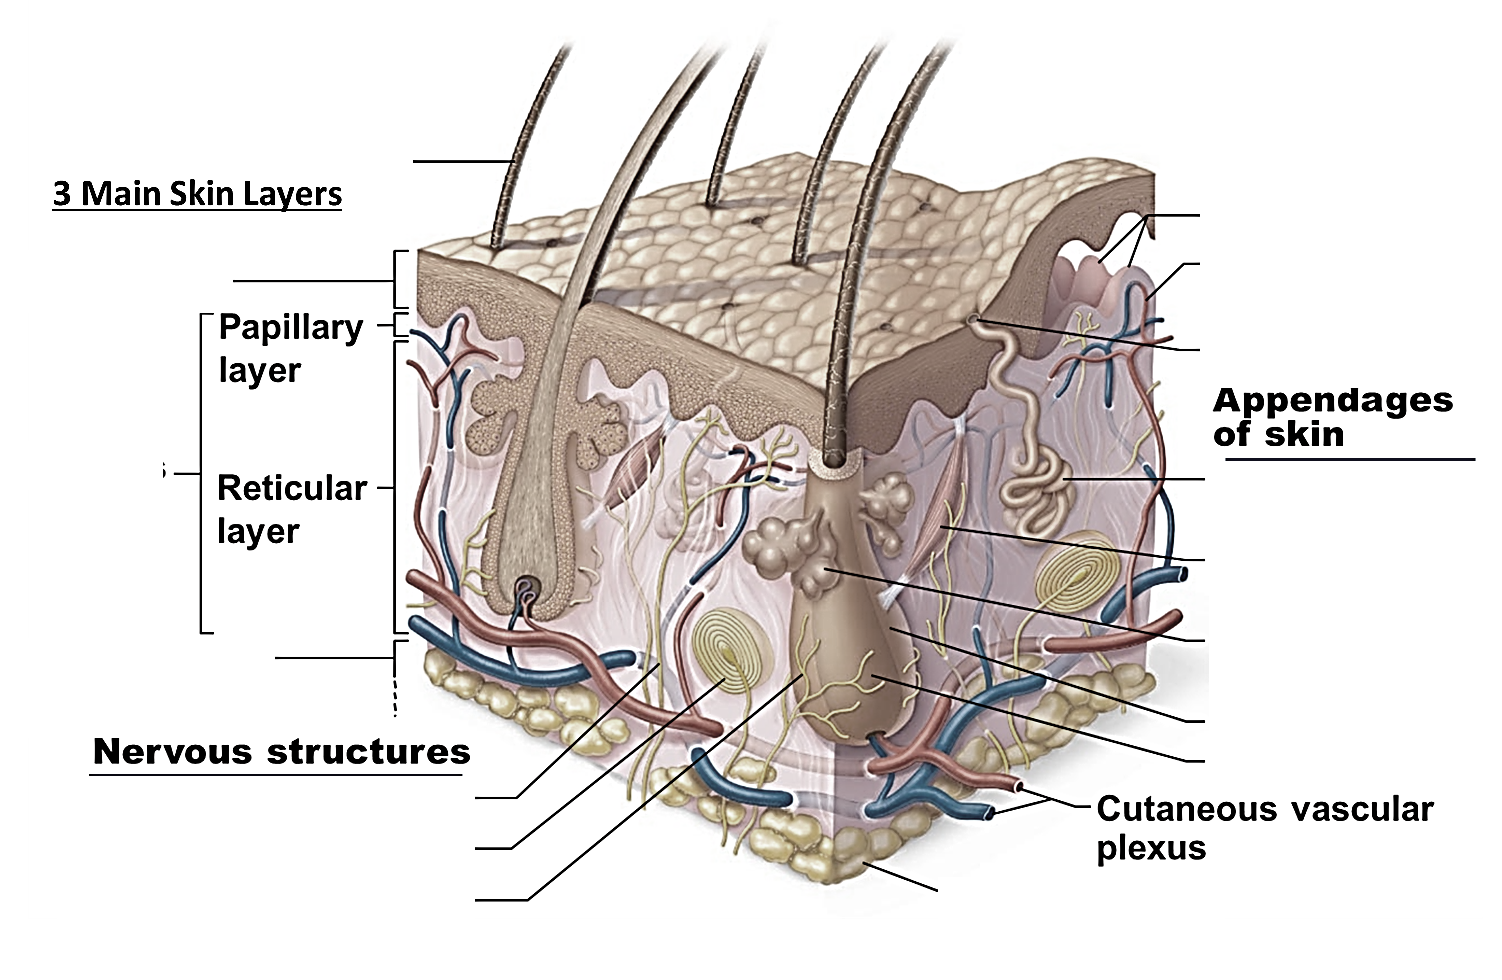 3 Main Skin Layers
Papillary
layer
Reticular
layer
Appendages
of skin
Nervous structures
Cutaneous vascular
plexus